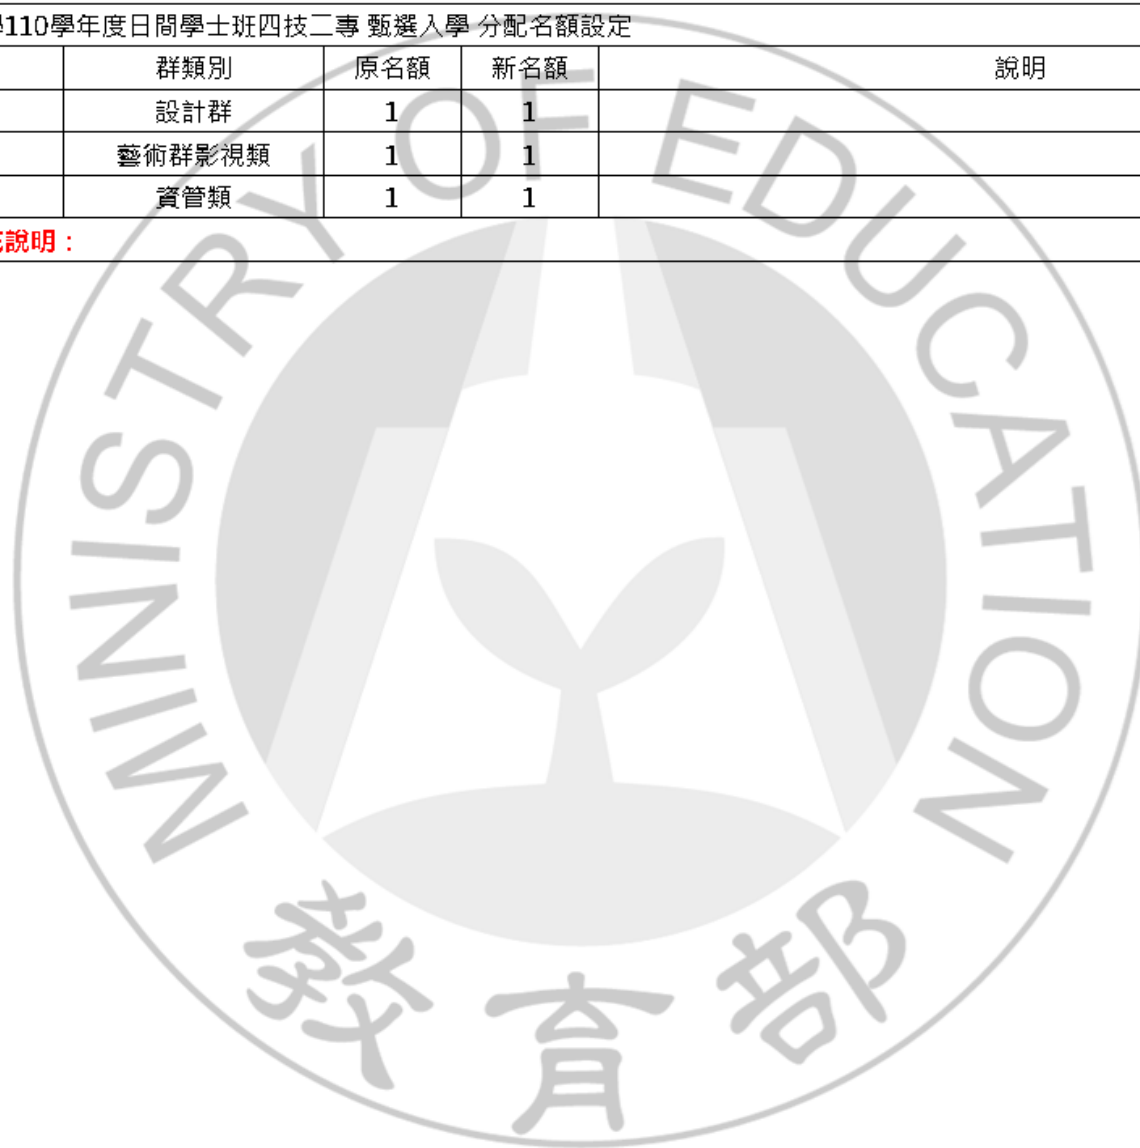 學110學年度日間學士班四技二專 甄選入學 分配名額設定
群類別 原名額 新名額 說明
設計群 1 1
藝術群影視類 1 1
資管類 1 1
說明：
MINISTRY OF EDUCATION
教育部